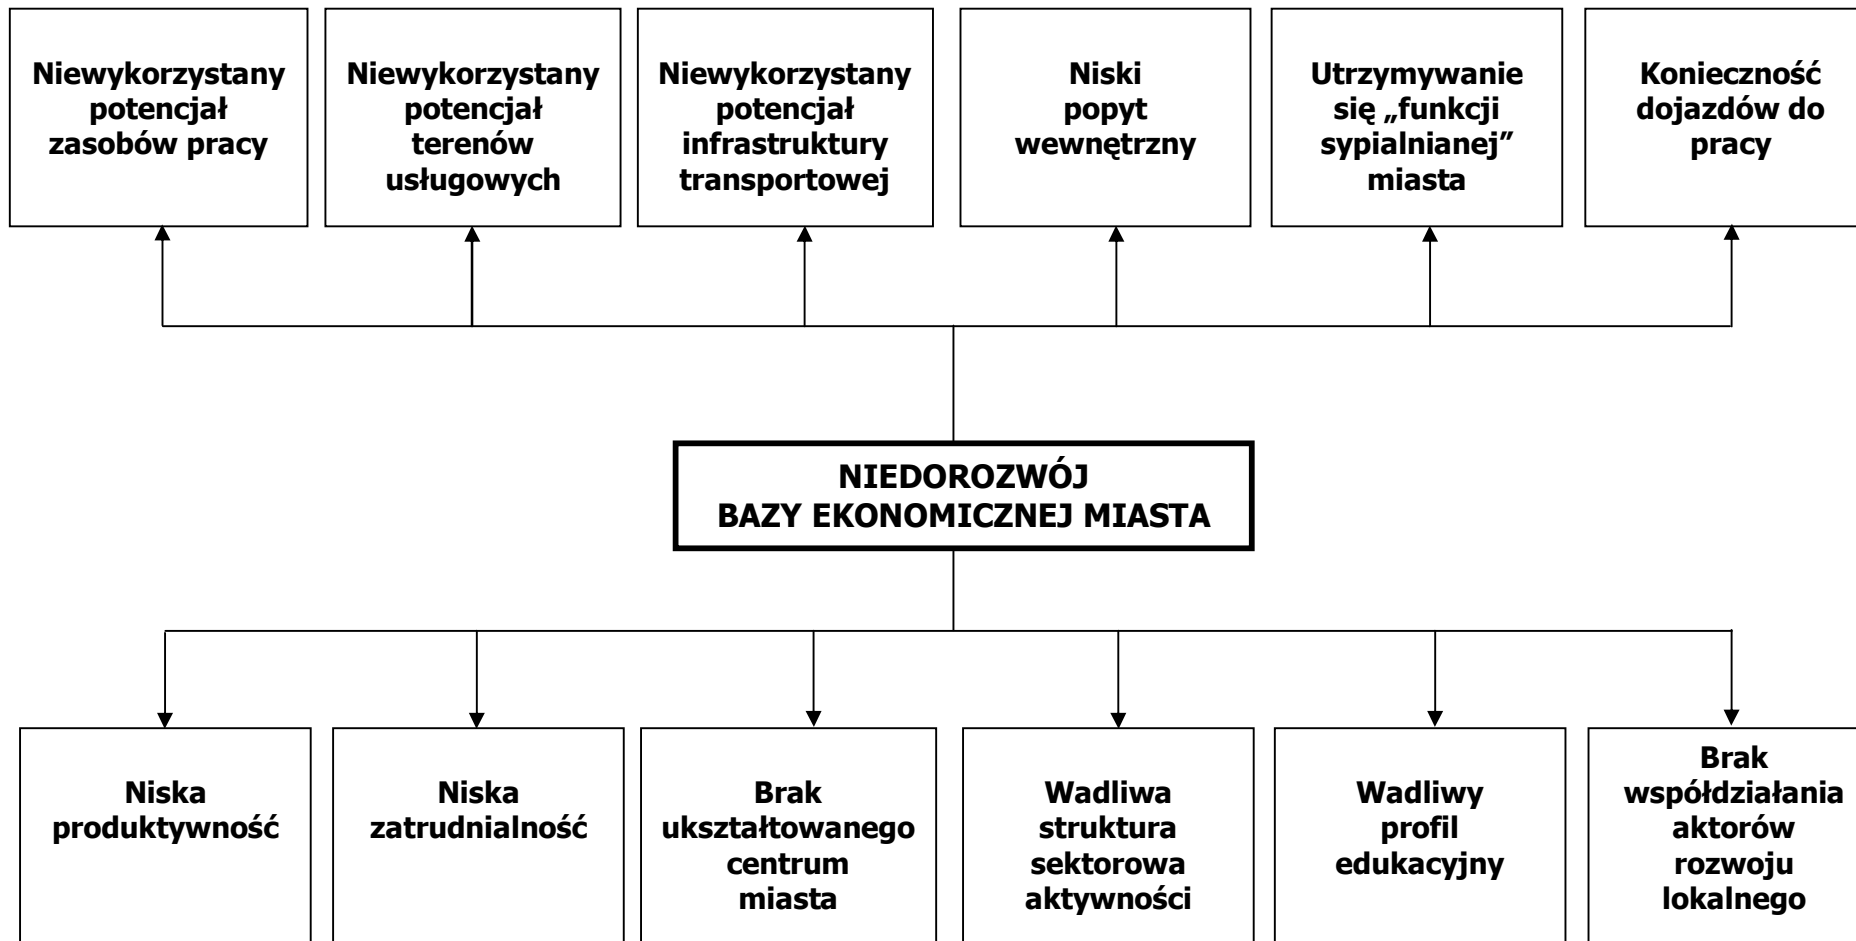 Niewykorzystany
potencjał
zasobów pracy
Niewykorzystany
potencjał
terenów
usługowych
Niewykorzystany
potencjał
infrastruktury
transportowej
Niski
popyt
wewnętrzny
Utrzymywanie
się „funkcji
sypialnianej”
miasta
Konieczność
dojazdów do
pracy
NIEDOROZWÓJ
BAZY EKONOMICZNEJ MIASTA
Niska
produktywność
Niska
zatrudnialność
Brak
ukształtowanego
centrum
miasta
Wadliwa
struktura
sektorowa
aktywności
Wadliwy
profil
edukacyjny
Brak
współdziałania
aktorów
rozwoju
lokalnego